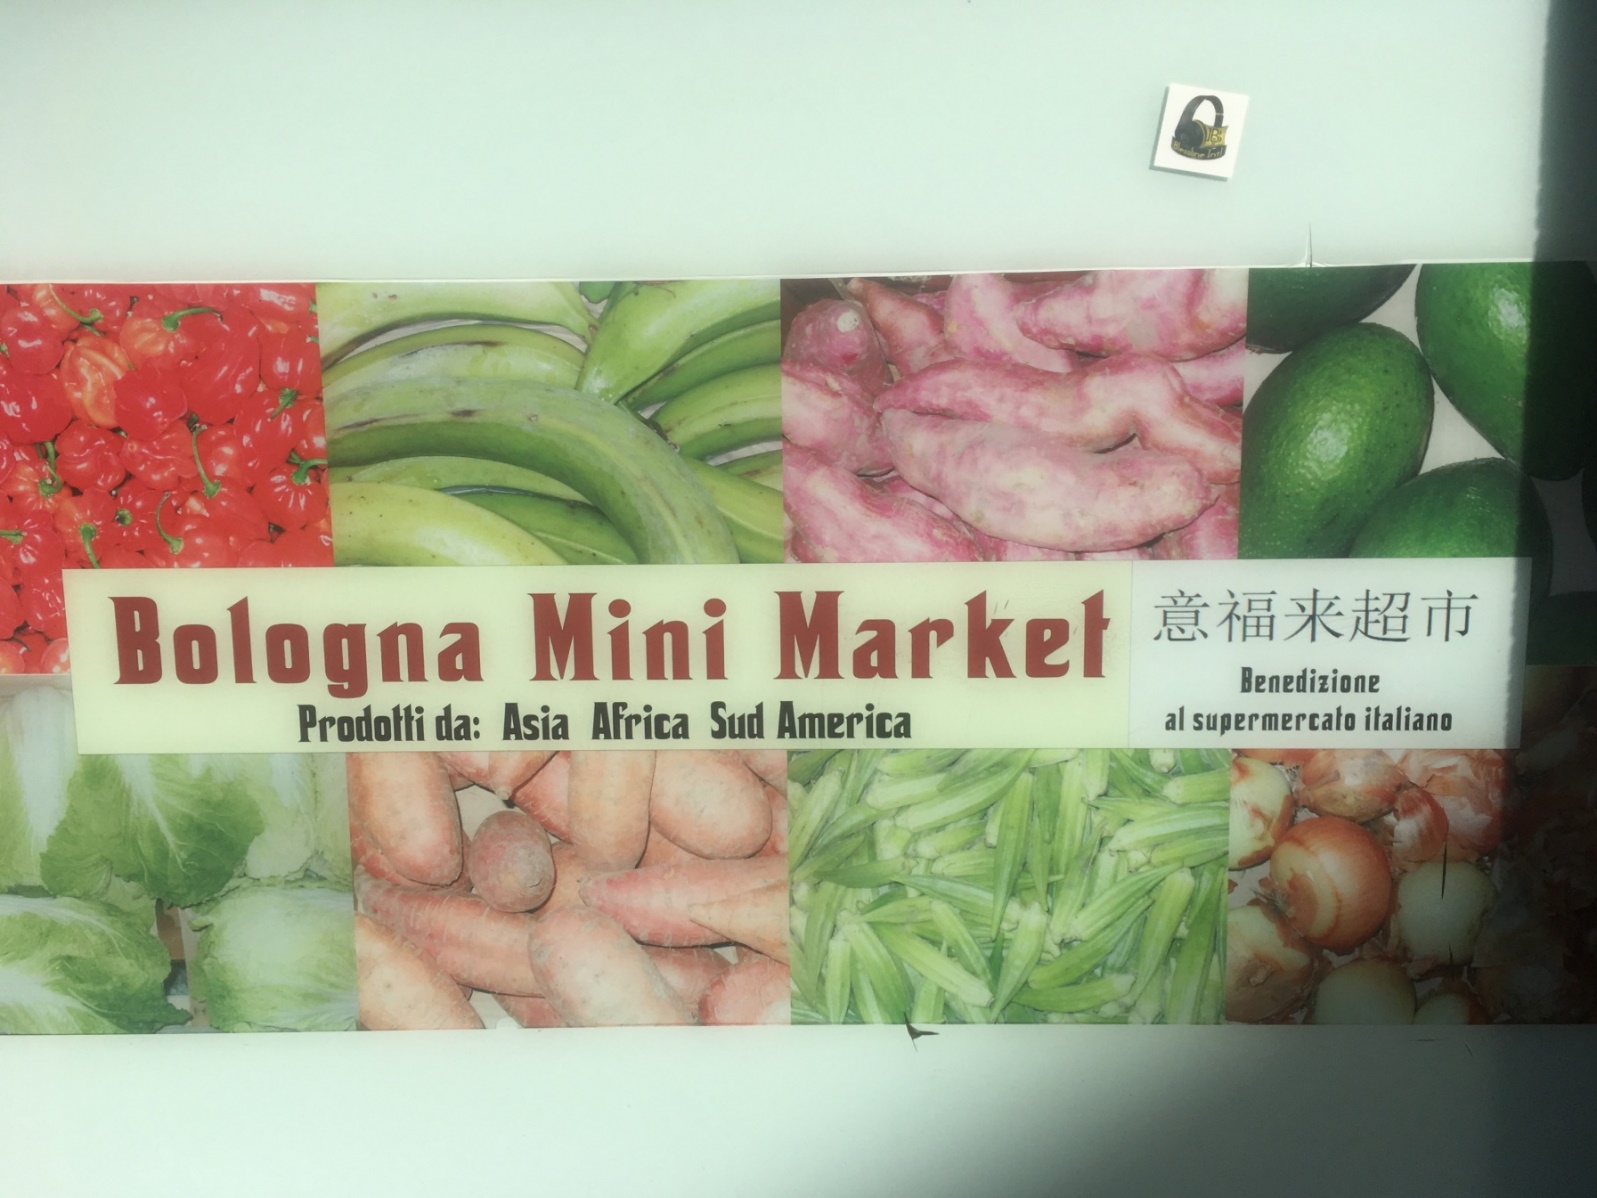 Bologna Mini Market
Prodotti da: Asia Africa Sud America
意福来超市
Benedizione
al supermercato italiano